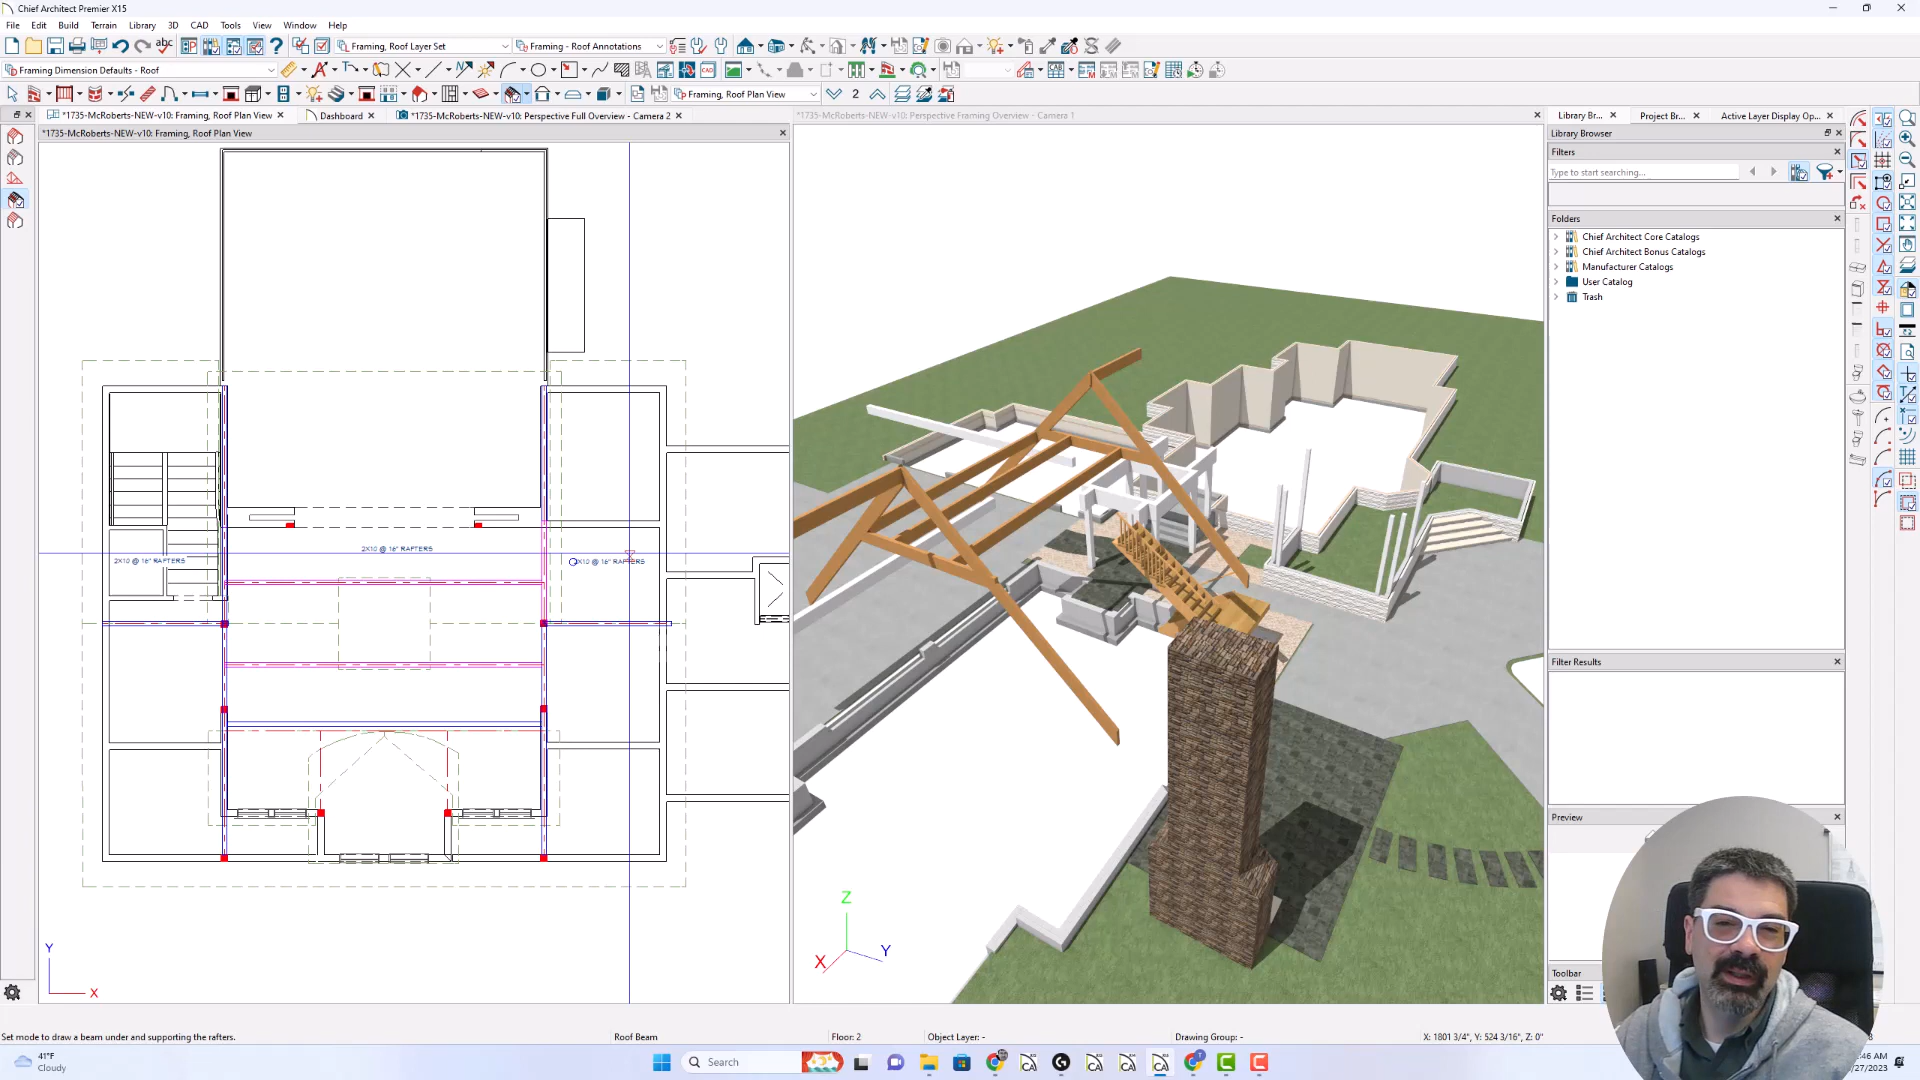 Chief Architect Premier X15
File Edit Build Terrain Library 3D CAD Tools View Window Help
Framing, Roof Layer Set
Framing - Roof Annotations
Framing Dimension Defaults - Roof
Framing, Roof Plan View
2
*1735-McRoberts-NEW-v10: Framing, Roof Plan View
Dashboard
*1735-McRoberts-NEW-v10: Perspective Full Overview - Camera 2
*1735-McRoberts-NEW-v10: Perspective Framing Overview - Camera 1
Library Br...
Project Br...
Active Layer Display Op...
*1735-McRoberts-NEW-v10: Framing, Roof Plan View
Library Browser
Filters
Type to start searching...
Folders
Chief Architect Core Catalogs
Chief Architect Bonus Catalogs
Manufacturer Catalogs
User Catalog
Trash
2X10 @ 16" RAFTERS
2X10 @ 16" RAFTERS
2X10 @ 16" RAFTERS
Filter Results
Preview
Toolbar
Z
Y
X
Y
X
Set mode to draw a beam under and supporting the rafters.
Roof Beam
Floor: 2
Object Layer: -
Drawing Group: -
X: 1801 3/4", Y: 524 3/16", Z: 0"
41°F
Cloudy
Search
:46 AM
/27/2023